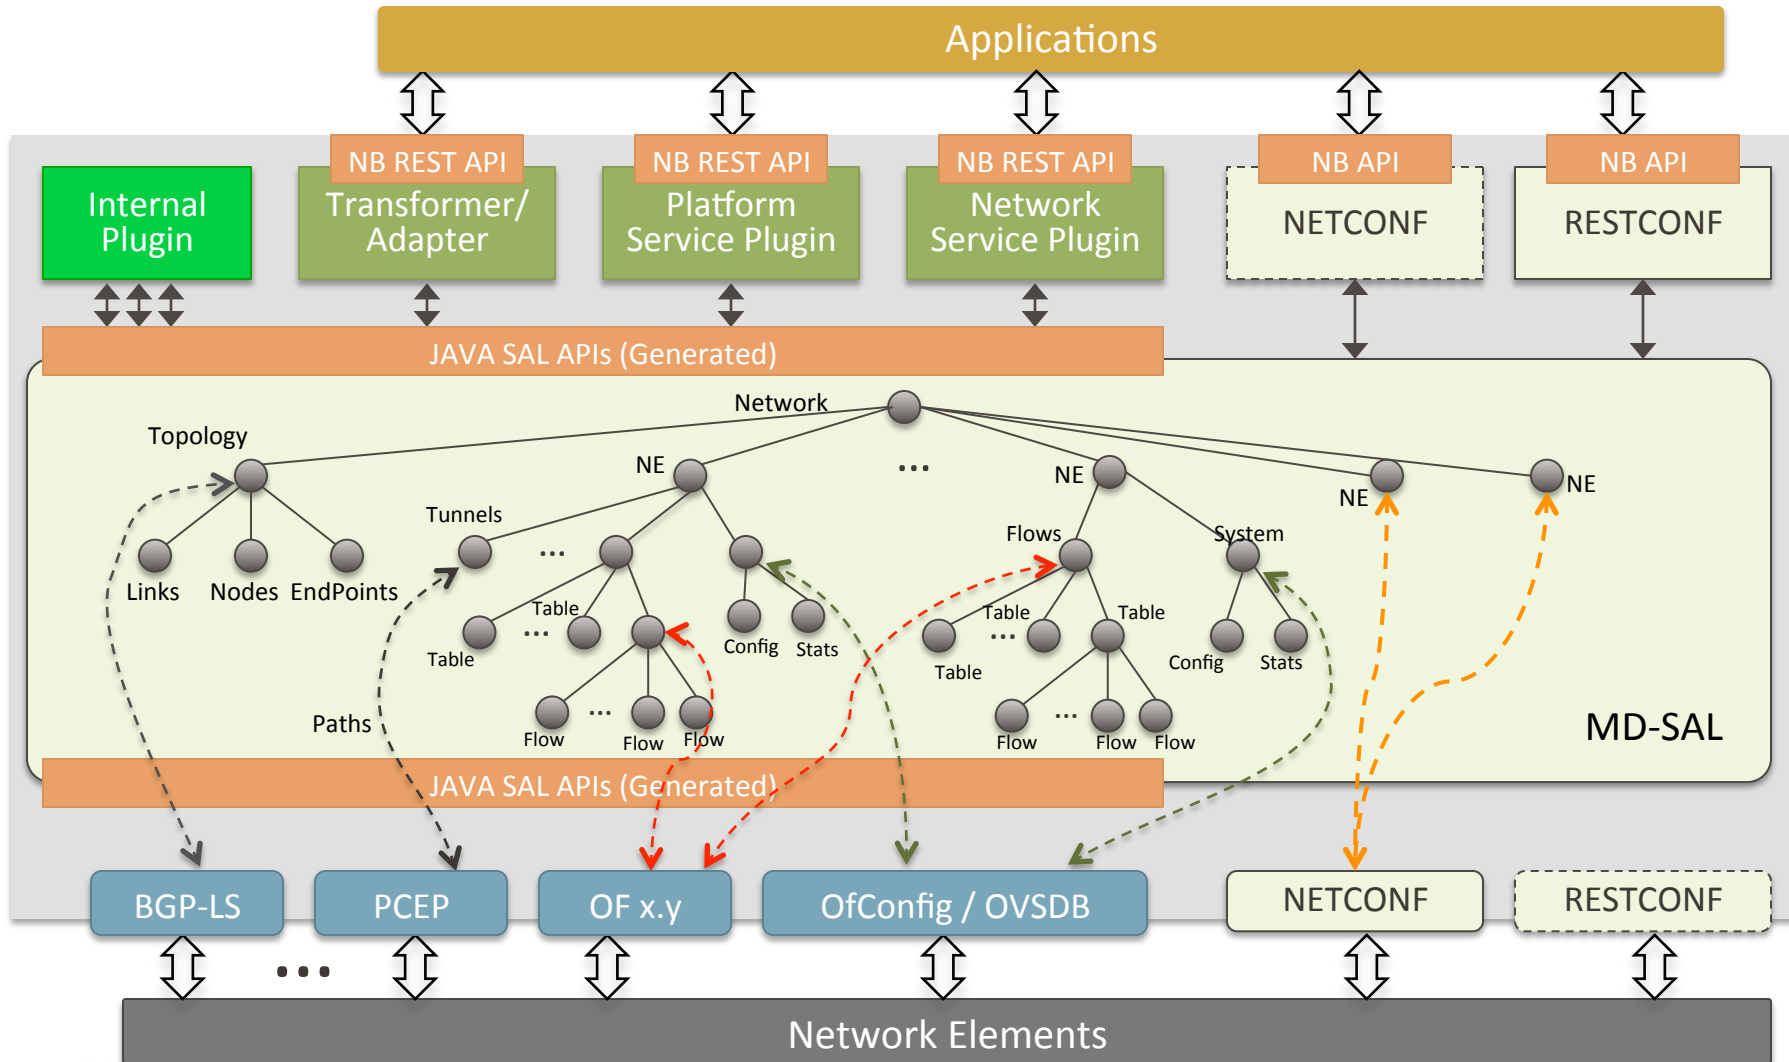 Applications
NB REST API
NB REST API
NB REST API
NB API
NB API
Internal
Plugin
Transformer/
Adapter
Platform
Service Plugin
Network
Service Plugin
NETCONF
RESTCONF
JAVA SAL APIs (Generated)
Network
Topology
NE
...
NE
NE
NE
Tunnels
...
Flows
System
Links
Nodes
EndPoints
Table
...
Table
Config
Stats
Table
...
Table
Table
Config
Stats
Paths
Flow
...
Flow
Flow
Flow
...
Flow
Flow
MD-SAL
JAVA SAL APIs (Generated)
BGP-LS
PCEP
OF x.y
OfConfig / OVSDB
NETCONF
RESTCONF
...
Network Elements